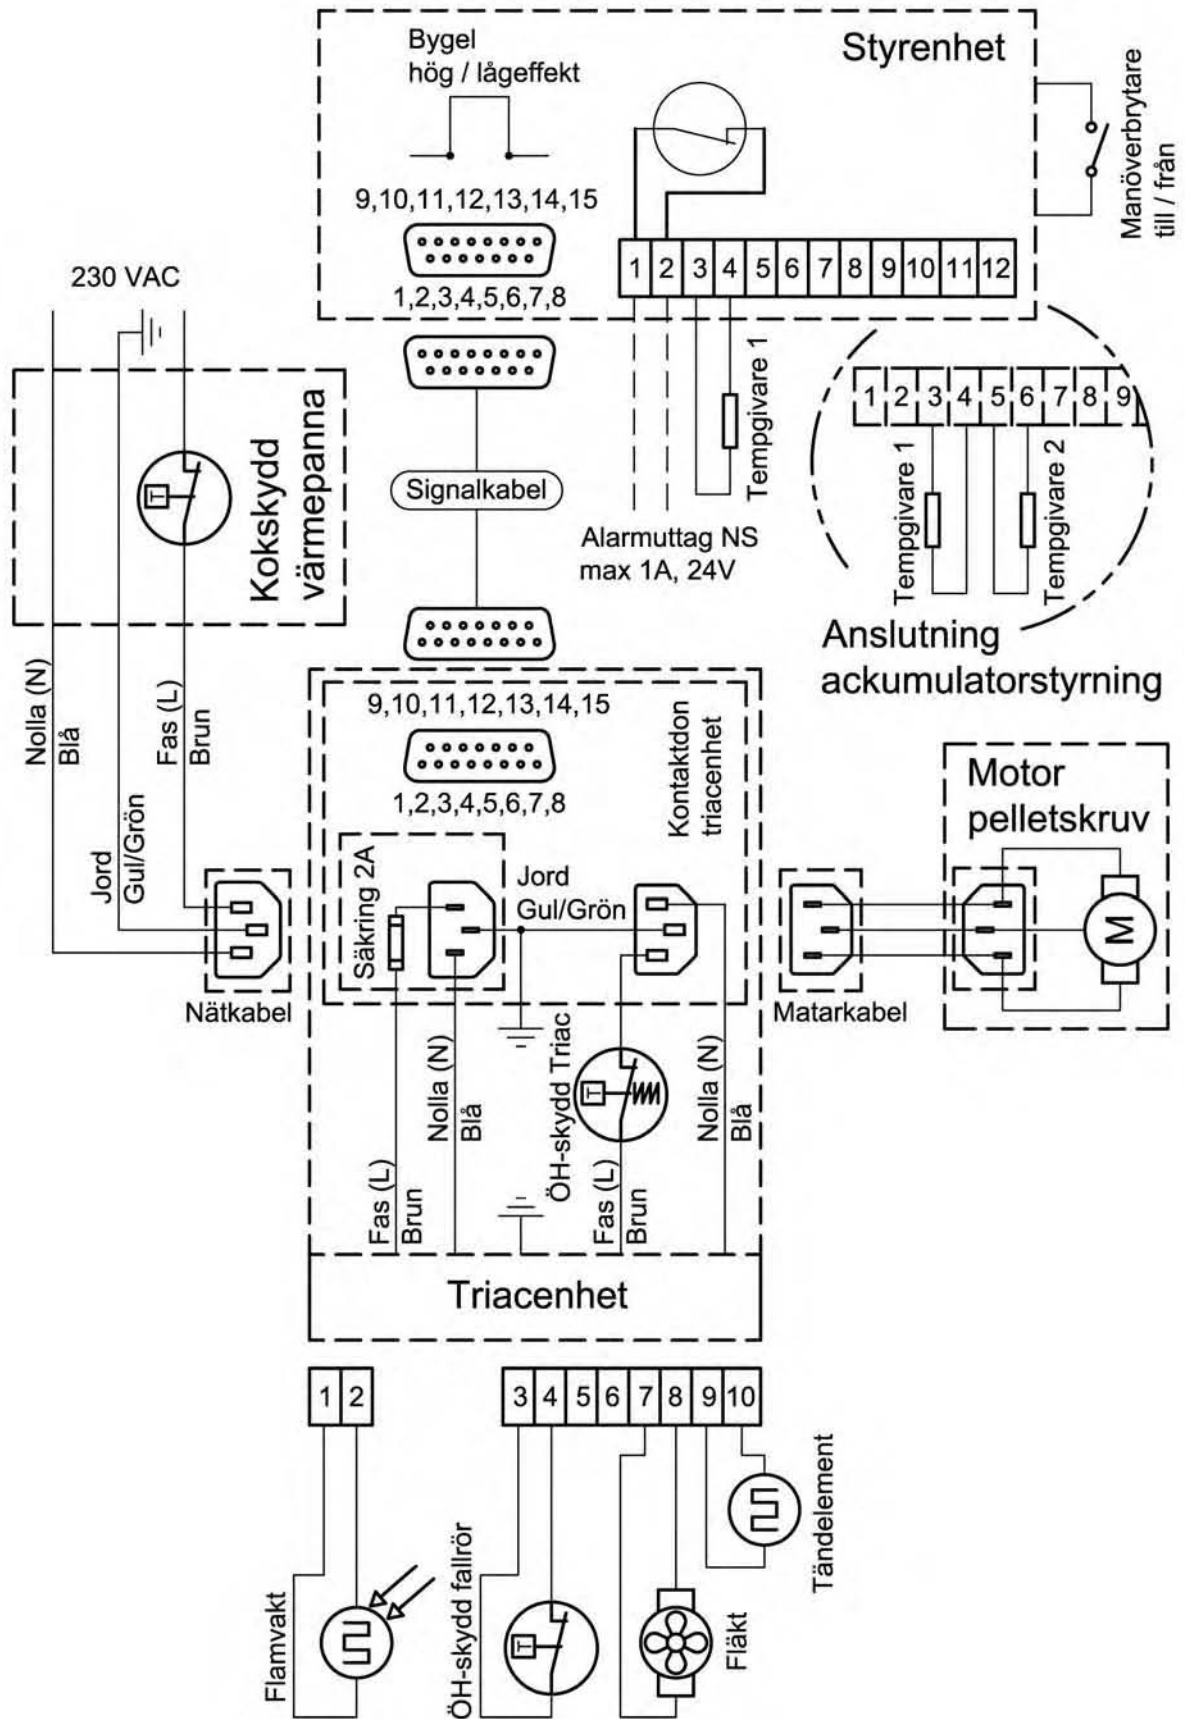 Bygel
hög / lågeffekt
Styrenhet
Manöverbrytare
till / från
9,10,11,12,13,14,15
1,2,3,4,5,6,7,8
1 2 3 4 5 6 7 8 9 10 11 12
230 VAC
Kokskydd
värmepanna
Signalkabel
Tempgivare 1
Alarmuttag NS
max 1A, 24V
1 2 3 4 5 6 7 8 9
Tempgivare 1
Tempgivare 2
Anslutning
ackumulatorstyrning
T
Nolla (N)
Blå
Jord
Gul/Grön
Fas (L)
Brun
Nätkabel
9,10,11,12,13,14,15
1,2,3,4,5,6,7,8
Kontaktdon
triacenhet
Säkring 2A
Jord
Gul/Grön
Matarkabel
Motor
pelletskruv
M
Fas (L)
Brun
Nolla (N)
Blå
ÖH-skydd Triac
T
Fas (L)
Brun
Nolla (N)
Blå
Triacenhet
1 2
3 4 5 6 7 8 9 10
Flamvakt
ÖH-skydd fallrör
T
Fläkt
Tändelement